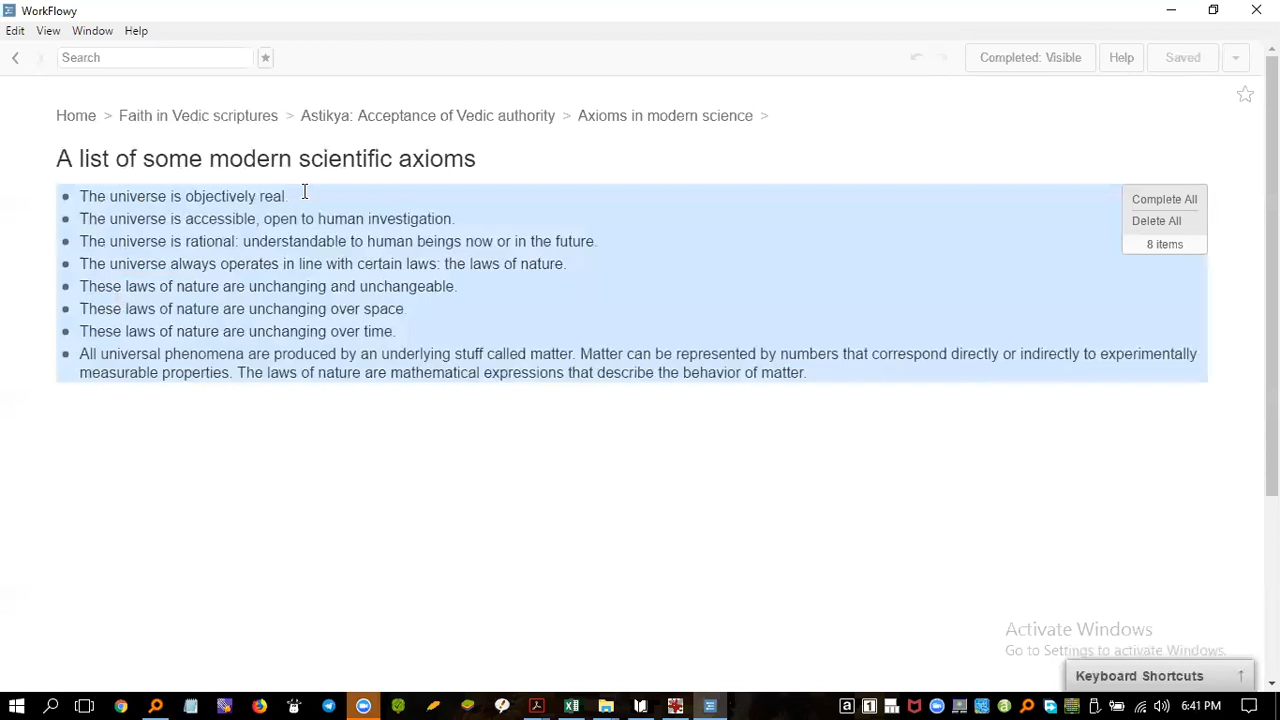 WorkFlowy
Edit View Window Help
Search Completed: Visible Help Saved
Home > Faith in Vedic scriptures > Astikya: Acceptance of Vedic authority > Axioms in modern science >
A list of some modern scientific axioms
The universe is objectively real.
The universe is accessible, open to human investigation.
The universe is rational: understandable to human beings now or in the future.
The universe always operates in line with certain laws: the laws of nature.
These laws of nature are unchanging and unchangeable.
These laws of nature are unchanging over space.
These laws of nature are unchanging over time.
All universal phenomena are produced by an underlying stuff called matter. Matter can be represented by numbers that correspond directly or indirectly to experimentally
measurable properties. The laws of nature are mathematical expressions that describe the behavior of matter.
Complete All
Delete All
8 items
Activate Windows
Go to Settings to activate Windows.
Keyboard Shortcuts
6:41 PM